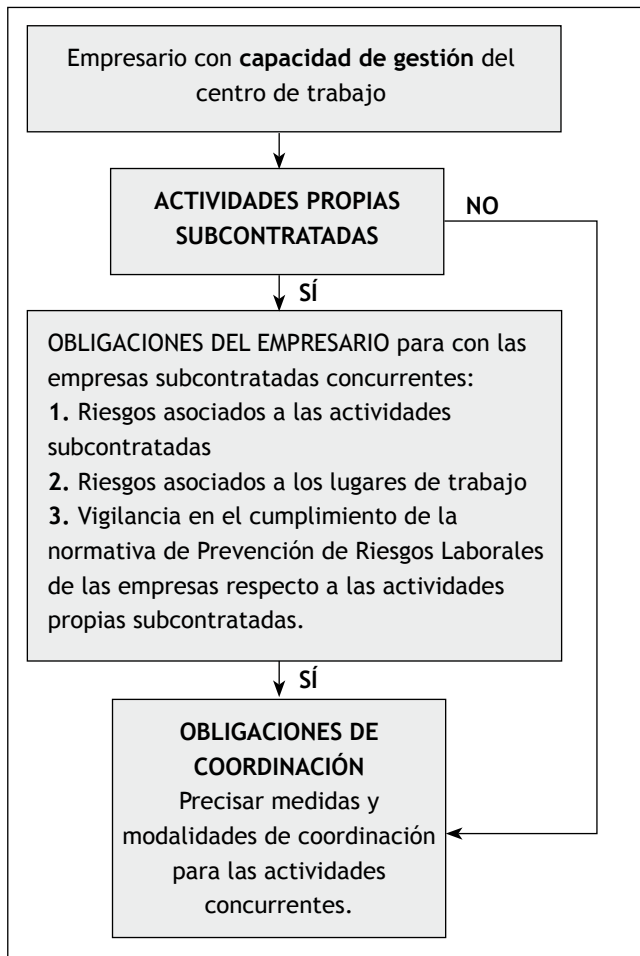 Empresario con capacidad de gestión del
centro de trabajo
ACTIVIDADES PROPIAS
SUBCONTRATADAS
NO
SÍ
OBLIGACIONES DEL EMPRESARIO para con las
empresas subcontratadas concurrentes:
1. Riesgos asociados a las actividades
subcontratadas
2. Riesgos asociados a los lugares de trabajo
3. Vigilancia en el cumplimiento de la
normativa de Prevención de Riesgos Laborales
de las empresas respecto a las actividades
propias subcontratadas.
SÍ
OBLIGACIONES DE
COORDINACIÓN
Precisar medidas y
modalidades de coordinación
para las actividades
concurrentes.